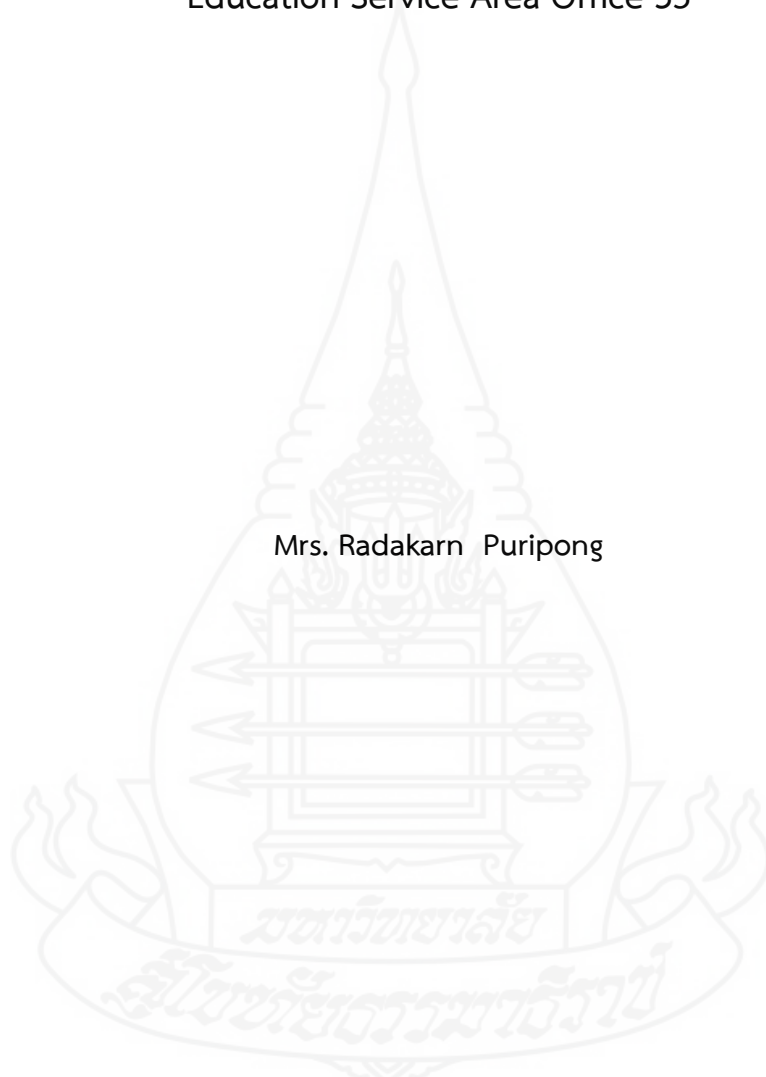 Education Service Area Office 33
Mrs. Radakarn Puripong
มหาวิทยาลัย
สุโขทัยธรรมาธิราช